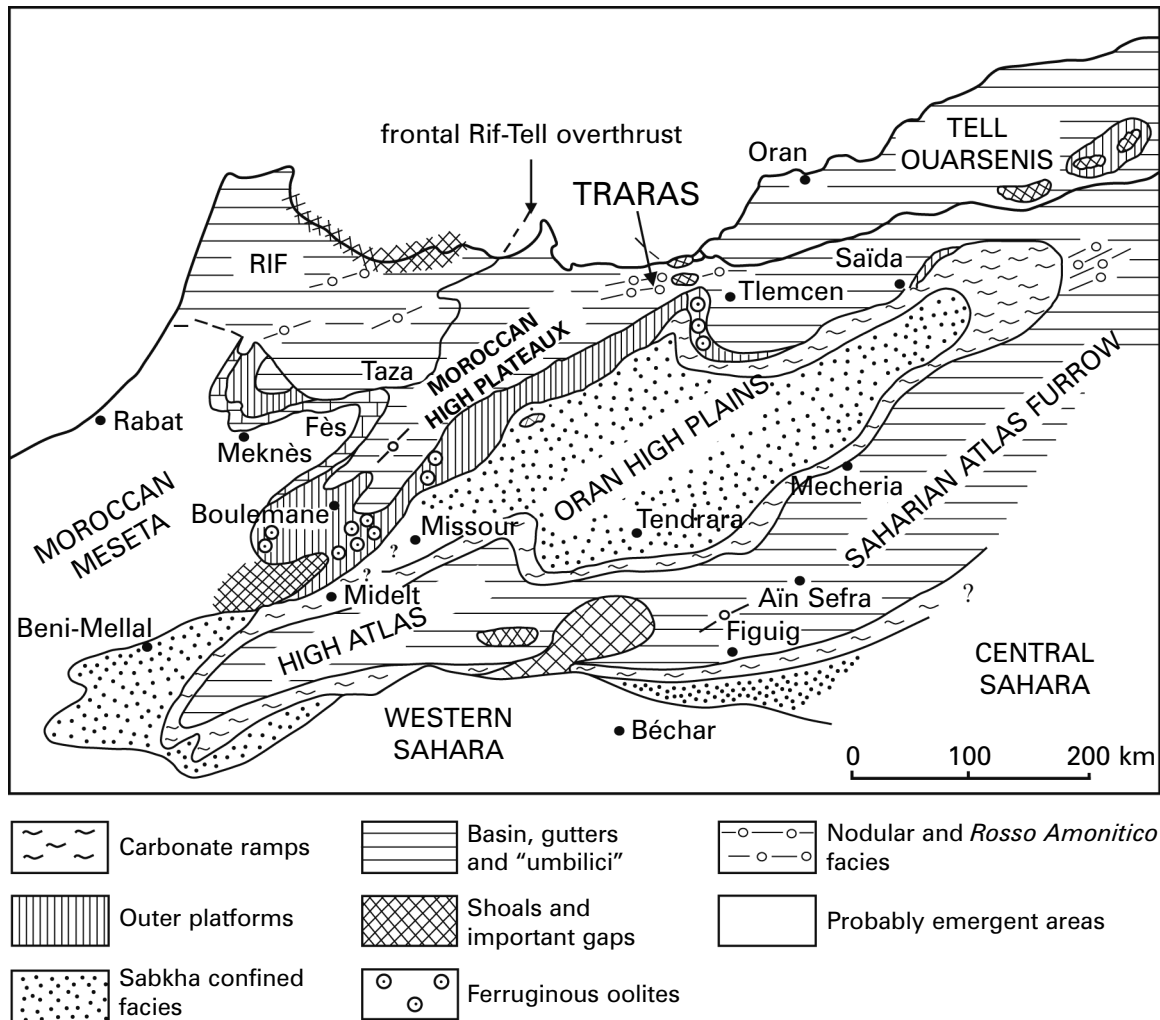 frontal Rif-Tell overthrust
TRARAS
Oran
TELL
OUARSENIS
RIF
Saïda
Tlemcen
Taza
MOROCCAN
HIGH PLATEAUX
Rabat
Fès
Meknès
MOROCCAN
MESETA
Boulemane
Missour
ORAN HIGH PLAINS
Tendrara
Mecheria
SAHARIAN ATLAS FURROW
?
?
?
Midelt
Beni-Mellal
HIGH ATLAS
Aïn Sefra
Figuig
WESTERN
SAHARA
Béchar
CENTRAL
SAHARA
0 100 200 km
Carbonate ramps
Basin, gutters
and “umbilici”
Nodular and Rosso Amonitico
facies
Outer platforms
Shoals and
important gaps
Probably emergent areas
Sabkha confined
facies
Ferruginous oolites